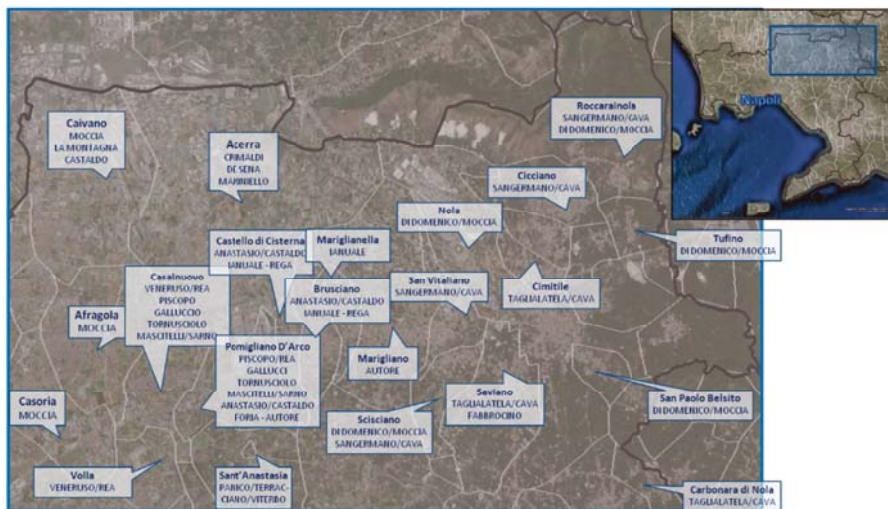 Napoli
Roccarainola
SANGERMANO/CAVA
DI DOMENICO/MOCCIA
Caivano
MOCCIA
LA MONTAGNA
CASTALDO
Acerra
CRIMALDI
DE SENA
MARINIELLO
Cicciano
SANGERMANO/CAVA
Nola
DI DOMENICO/MOCCIA
Tufino
DI DOMENICO/MOCCIA
Castello di Cisterna
ANASTASIO/CASTALDO
IANUALE - REGA
Mariglianella
IANUALE
Casalnuovo
VENERUSO/REA
PISCOPO
GALLUCCIO
TORNUSCIOLO
MASCITELLI/SARNO
Brusciano
ANASTASIO/CASTALDO
IANUALE - REGA
San Vitaliano
SANGERMANO/CAVA
Cimitile
TAGLIALATELA/CAVA
Afragola
MOCCIA
Pomigliano D'Arco
PISCOPO/REA
GALLUCCI
TORNUSCIOLO
MASCITELLI/SARNO
ANASTASIO/CASTALDO
FORIA - AUTORE
Marigliano
AUTORE
Casoria
MOCCIA
Saviano
TAGLIALATELA/CAVA
FABBROCINO
San Paolo Belsito
DI DOMENICO/MOCCIA
Scisciano
DI DOMENICO/MOCCIA
SANGERMANO/CAVA
Volla
VENERUSO/REA
Sant'Anastasia
PANICO/TERRAC-
CIANO/VITERBO
Carbonara di Nola
TAGLIALATELA/CAVA